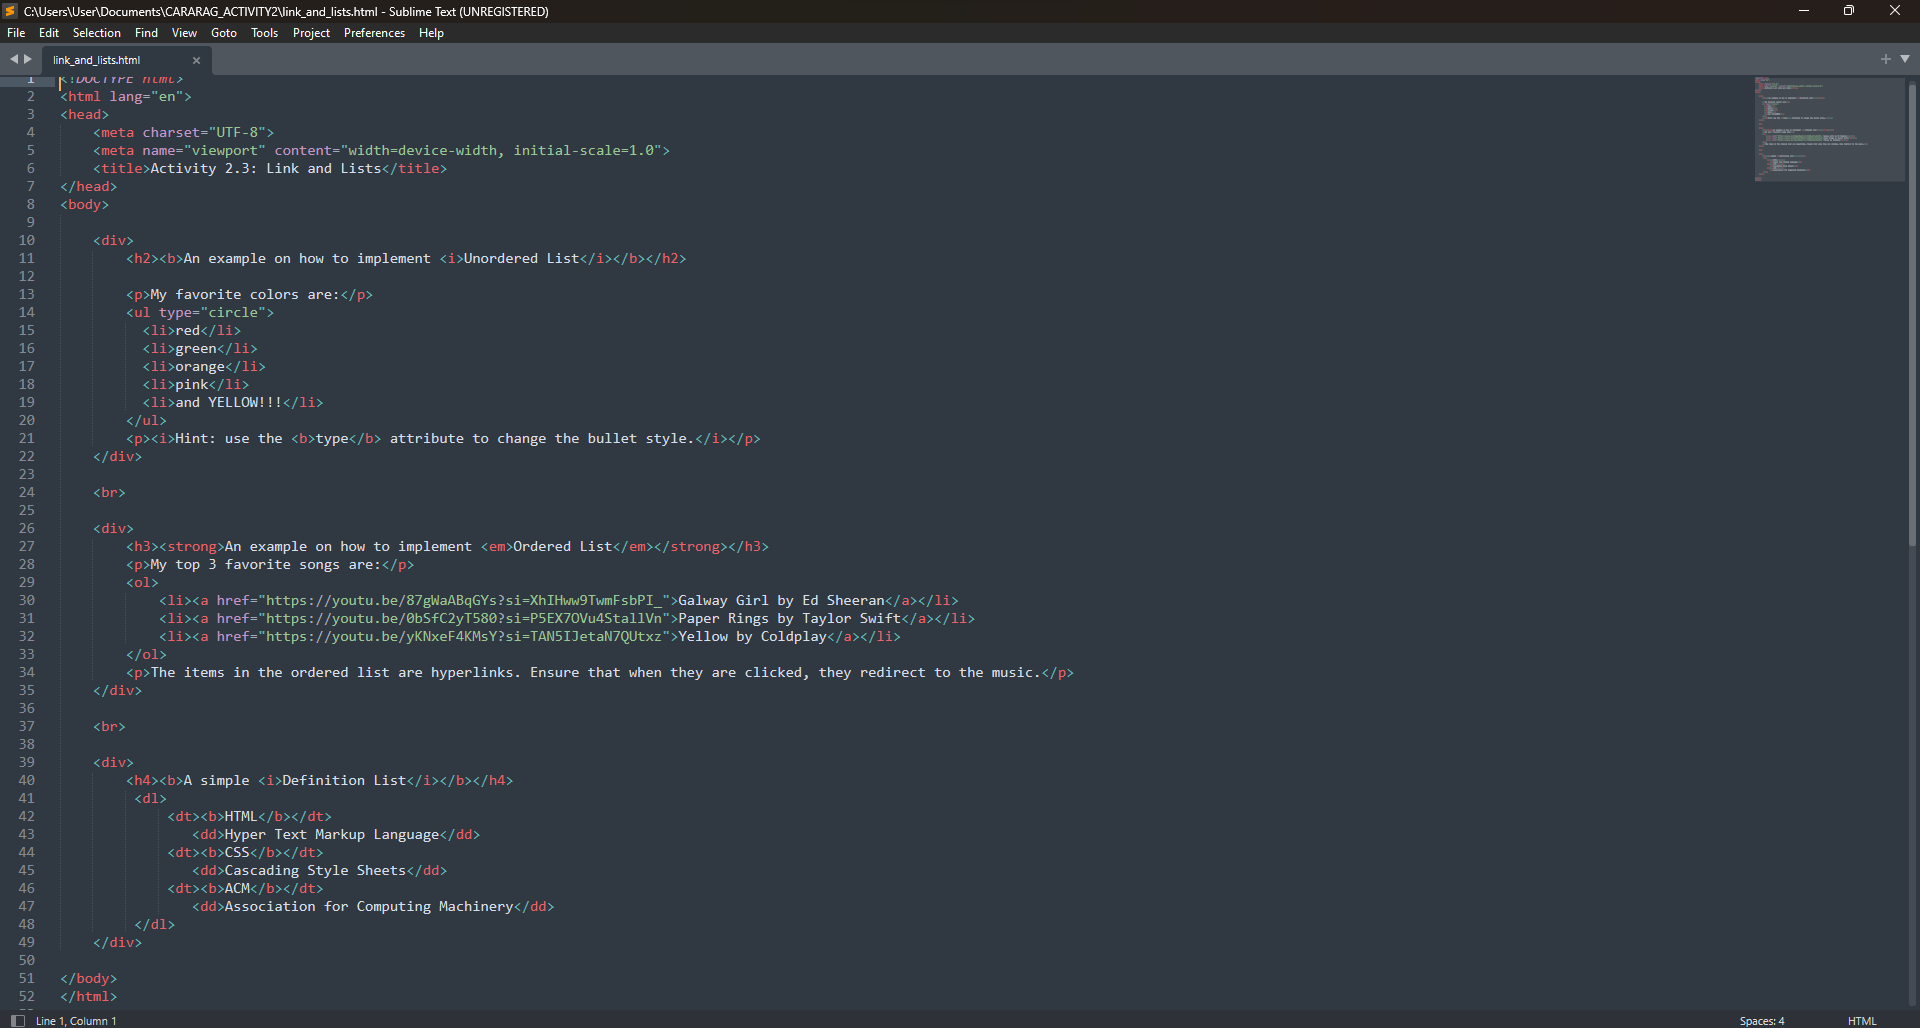 C:\Users\User\Documents\CARARAG_ACTIVITY2\link_and_lists.html - Sublime Text (UNREGISTERED)
File Edit Selection Find View Goto Tools Project Preferences Help
link_and_lists.html
1 <!DOCTYPE html>
2 <html lang="en">
3 <head>
4 <meta charset="UTF-8">
5 <meta name="viewport" content="width=device-width, initial-scale=1.0">
6 <title>Activity 2.3: Link and Lists</title>
7 </head>
8 <body>
9
10 <div>
11 <h2><b>An example on how to implement <i>Unordered List</i></b></h2>
12
13 <p>My favorite colors are:</p>
14 <ul type="circle">
15 <li>red</li>
16 <li>green</li>
17 <li>orange</li>
18 <li>pink</li>
19 <li>and YELLOW!!!</li>
20 </ul>
21 <p><i>Hint: use the <b>type</b> attribute to change the bullet style.</i></p>
22 </div>
23
24 <br>
25
26 <div>
27 <h3><strong>An example on how to implement <em>Ordered List</em></strong></h3>
28 <p>My top 3 favorite songs are:</p>
29 <ol>
30 <li><a href="https://youtu.be/87gWaABqGYs?si=XhIHww9TwmFsbPI_">Galway Girl by Ed Sheeran</a></li>
31 <li><a href="https://youtu.be/0bSfC2yT580?si=P5EX7OVu4StallVn">Paper Rings by Taylor Swift</a></li>
32 <li><a href="https://youtu.be/yKNxeF4KMsY?si=TAN5IJetaN7QUtxz">Yellow by Coldplay</a></li>
33 </ol>
34 <p>The items in the ordered list are hyperlinks. Ensure that when they are clicked, they redirect to the music.</p>
35 </div>
36
37 <br>
38
39 <div>
40 <h4><b>A simple <i>Definition List</i></b></h4>
41 <dl>
42 <dt><b>HTML</b></dt>
43 <dd>Hyper Text Markup Language</dd>
44 <dt><b>CSS</b></dt>
45 <dd>Cascading Style Sheets</dd>
46 <dt><b>ACM</b></dt>
47 <dd>Association for Computing Machinery</dd>
48 </dl>
49 </div>
50
51 </body>
52 </html>
Line 1, Column 1 Spaces: 4 HTML